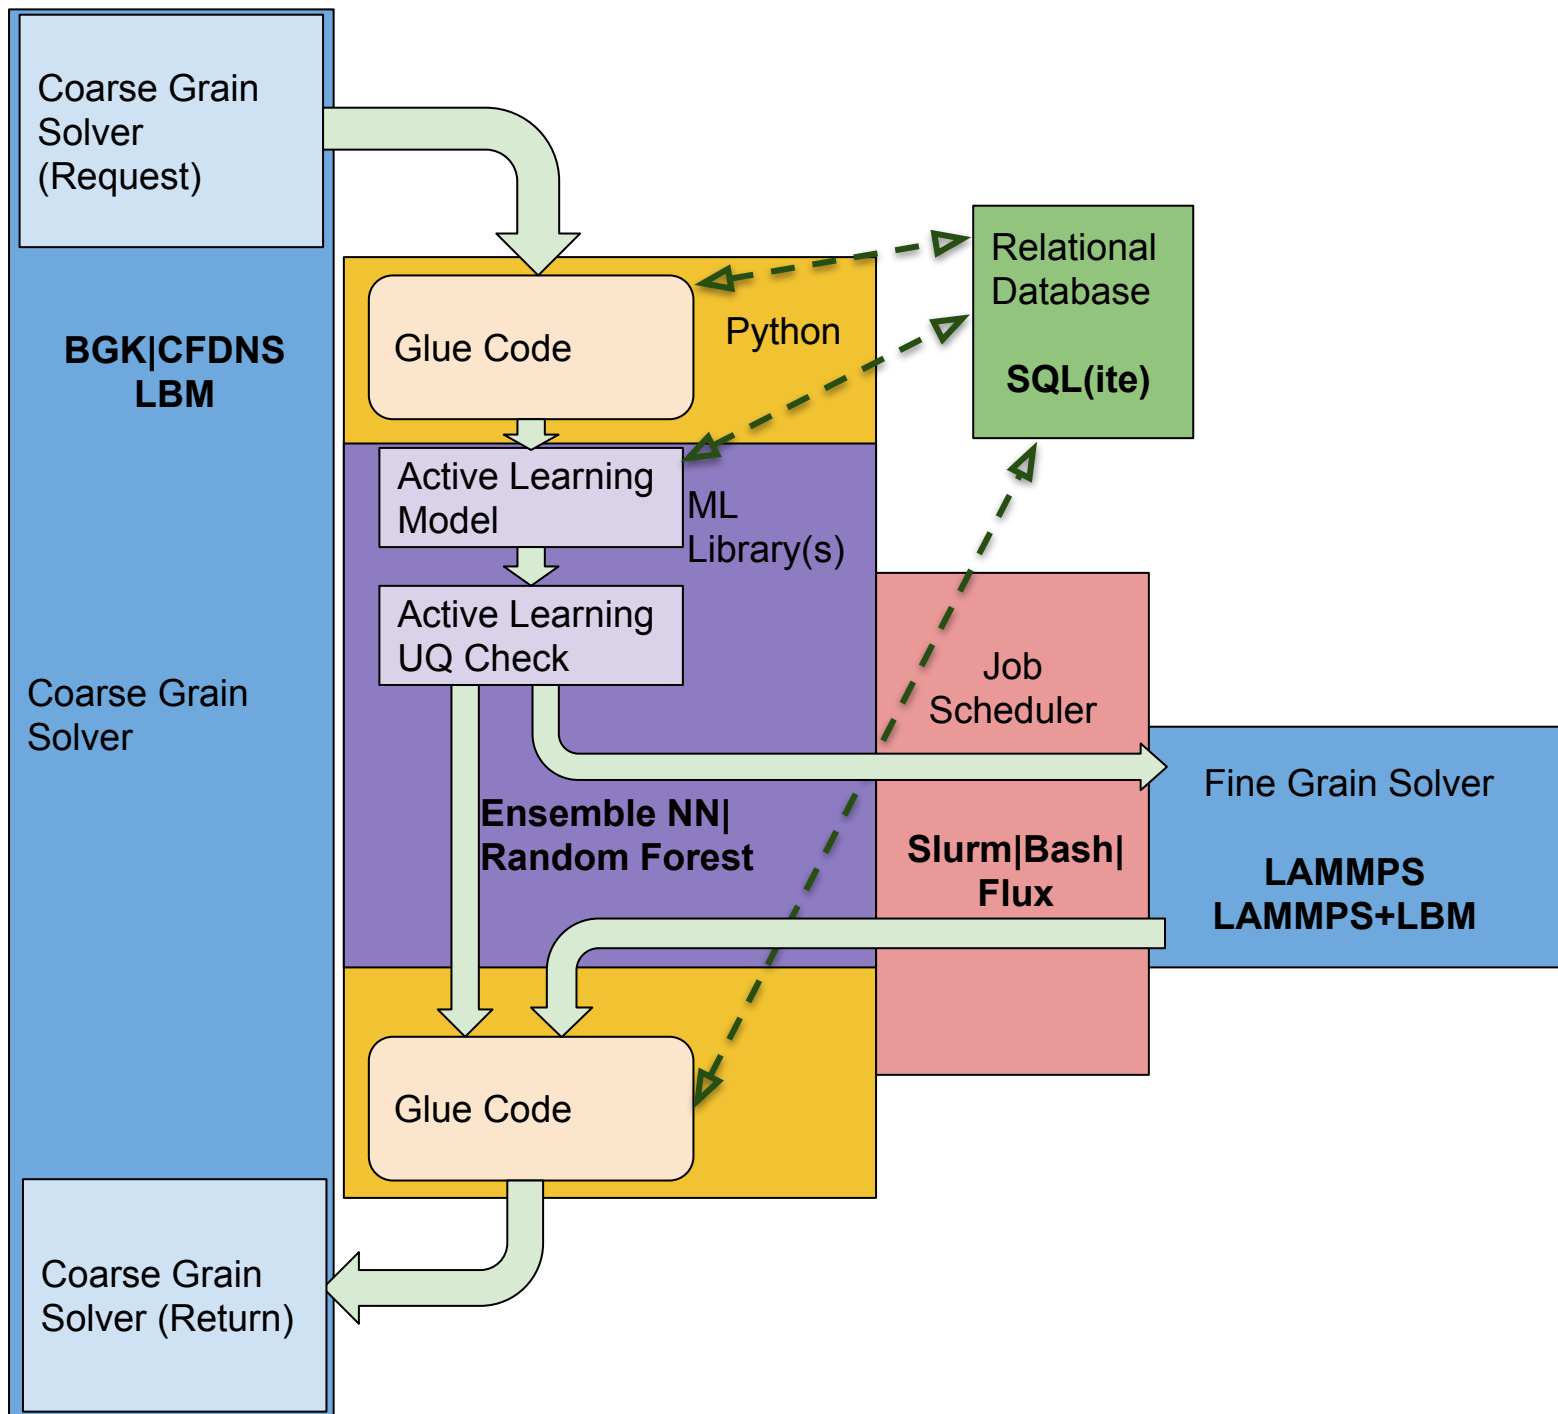 Coarse Grain
Solver
(Request)
BGK|CFDNS
LBM
Coarse Grain
Solver
Coarse Grain
Solver (Return)
Glue Code
Python
Active Learning
Model
ML
Library(s)
Active Learning
UQ Check
Ensemble NN|
Random Forest
Glue Code
Relational
Database
SQL(ite)
Job
Scheduler
Slurm|Bash|
Flux
Fine Grain Solver
LAMMPS
LAMMPS+LBM